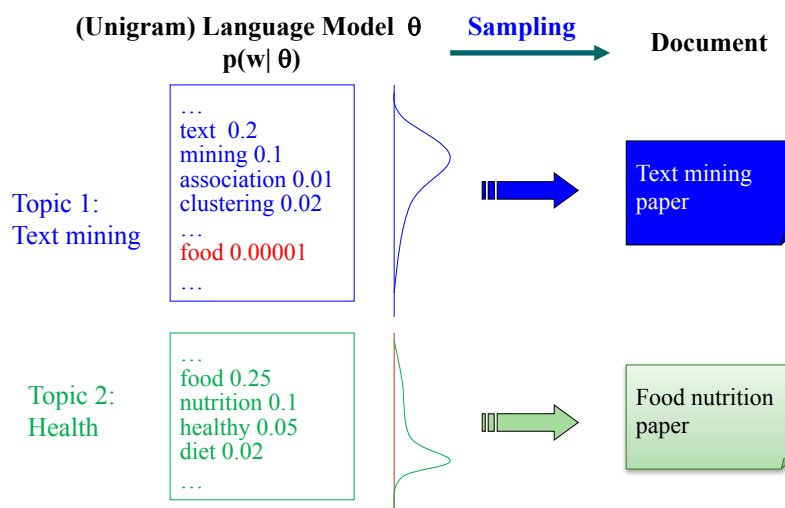 (Unigram) Language Model θ
p(w| θ)
Sampling
Document
Topic 1:
Text mining
…
text 0.2
mining 0.1
association 0.01
clustering 0.02
…
food 0.00001
…
Text mining
paper
Topic 2:
Health
…
food 0.25
nutrition 0.1
healthy 0.05
diet 0.02
…
Food nutrition
paper